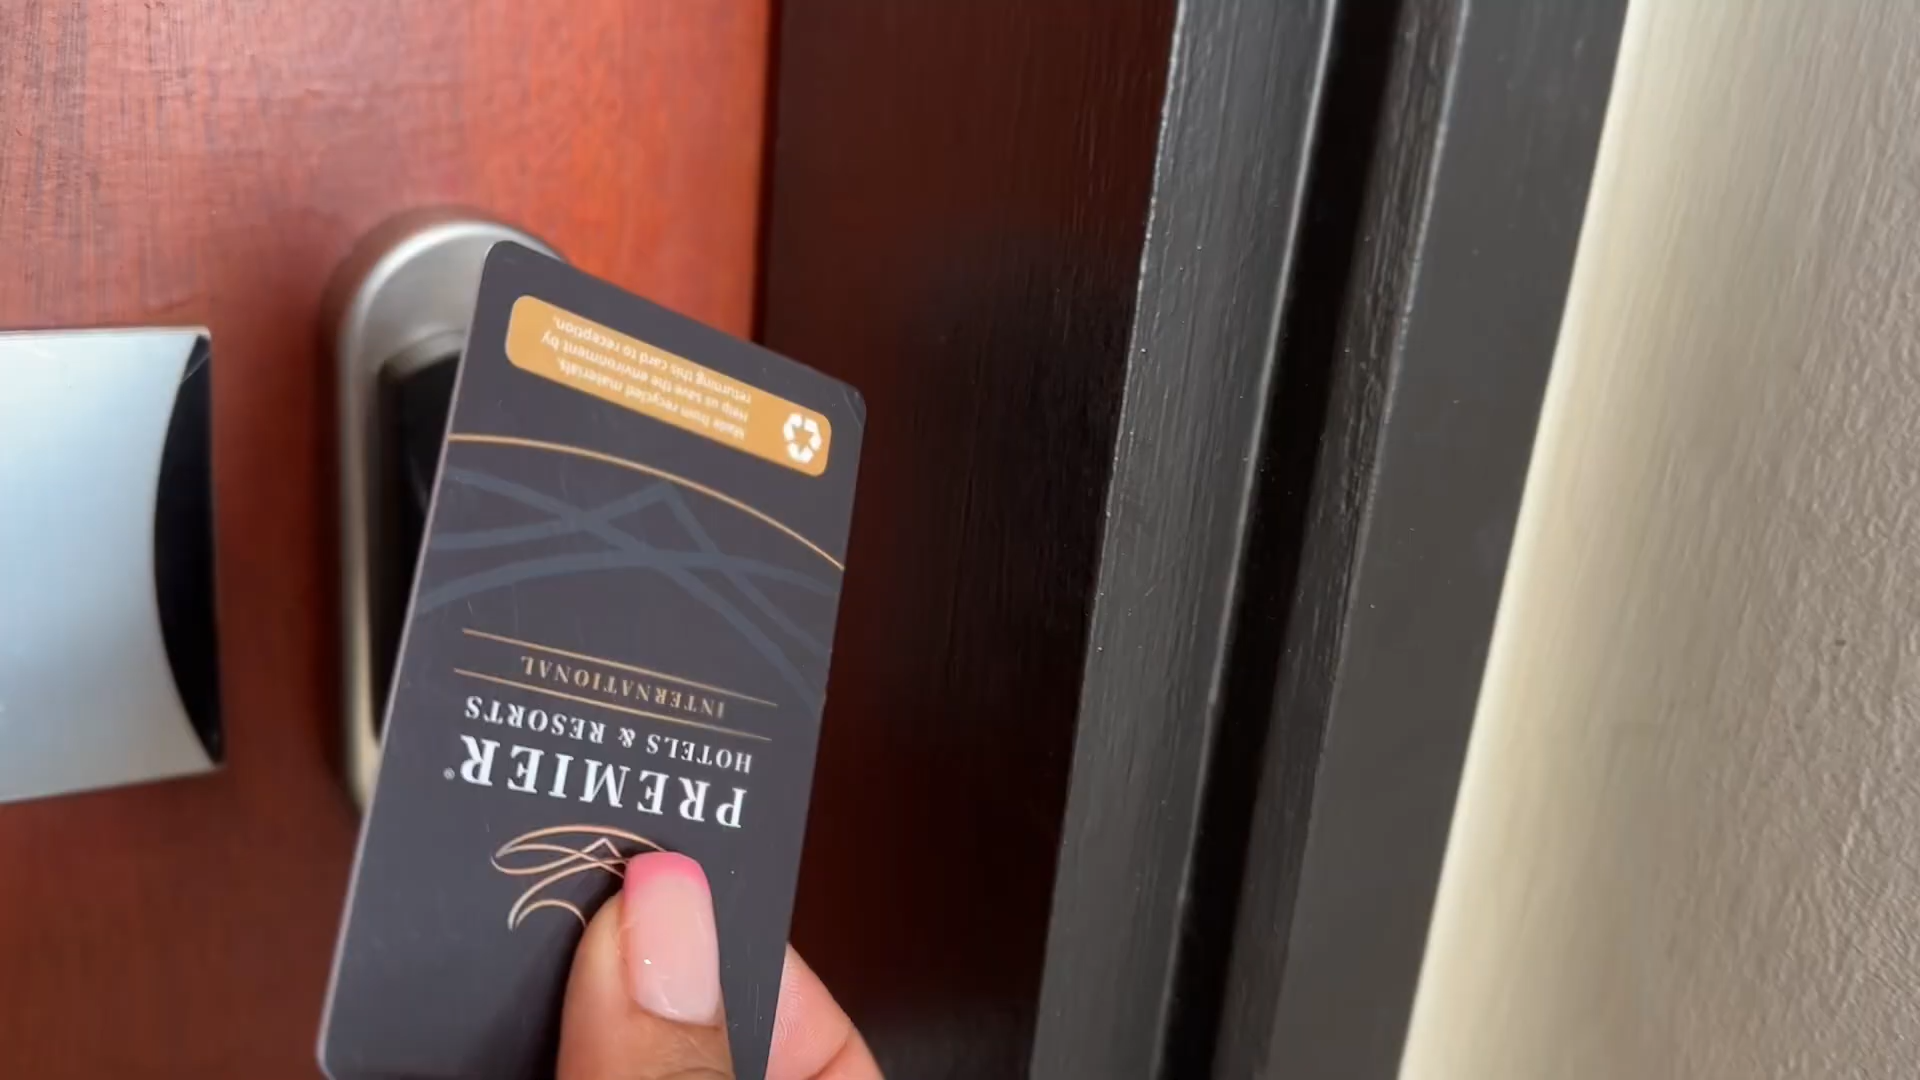 PREMIER®
HOTELS & RESORTS
INTERNATIONAL
Made from recycled materials.
Help us save the environment by
returning this card to reception.